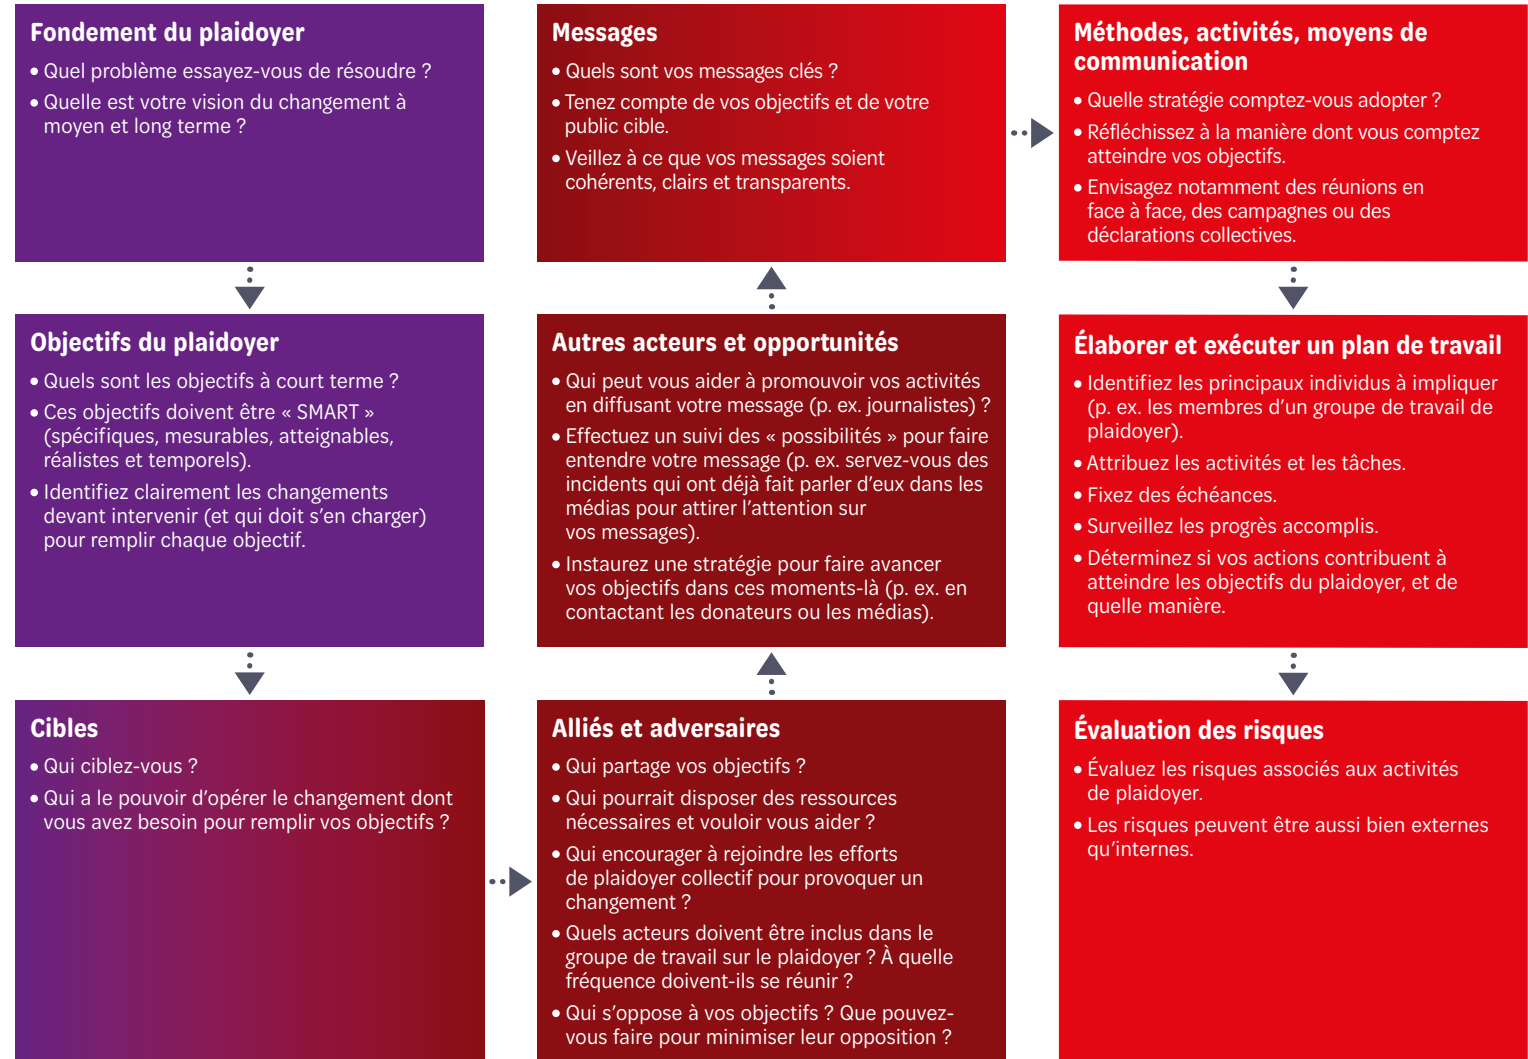 Fondement du plaidoyer
• Quel problème essayez-vous de résoudre ?
• Quelle est votre vision du changement à
moyen et long terme ?
Objectifs du plaidoyer
• Quels sont les objectifs à court terme ?
• Ces objectifs doivent être « SMART »
(spécifiques, mesurables, atteignables,
réalistes et temporels).
• Identifiez clairement les changements
devant intervenir (et qui doit s’en charger)
pour remplir chaque objectif.
Cibles
• Qui ciblez-vous ?
• Qui a le pouvoir d’opérer le changement dont
vous avez besoin pour remplir vos objectifs ?
Alliés et adversaires
• Qui partage vos objectifs ?
• Qui pourrait disposer des ressources
nécessaires et vouloir vous aider ?
• Qui encourager à rejoindre les efforts
de plaidoyer collectif pour provoquer un
changement ?
• Quels acteurs doivent être inclus dans le
groupe de travail sur le plaidoyer ? À quelle
fréquence doivent-ils se réunir ?
• Qui s’oppose à vos objectifs ? Que pouvez-
vous faire pour minimiser leur opposition ?
Autres acteurs et opportunités
• Qui peut vous aider à promouvoir vos activités
en diffusant votre message (p. ex. journalistes) ?
• Effectuez un suivi des « possibilités » pour faire
entendre votre message (p. ex. servez-vous des
incidents qui ont déjà fait parler d’eux dans les
médias pour attirer l’attention sur
vos messages).
• Instaurez une stratégie pour faire avancer
vos objectifs dans ces moments-là (p. ex. en
contactant les donateurs ou les médias).
Messages
• Quels sont vos messages clés ?
• Tenez compte de vos objectifs et de votre
public cible.
• Veillez à ce que vos messages soient
cohérents, clairs et transparents.
Méthodes, activités, moyens de
communication
• Quelle stratégie comptez-vous adopter ?
• Réfléchissez à la manière dont vous comptez
atteindre vos objectifs.
• Envisagez notamment des réunions en
face à face, des campagnes ou des
déclarations collectives.
Élaborer et exécuter un plan de travail
• Identifiez les principaux individus à impliquer
(p. ex. les membres d’un groupe de travail de
plaidoyer).
• Attribuez les activités et les tâches.
• Fixez des échéances.
• Surveillez les progrès accomplis.
• Déterminez si vos actions contribuent à
atteindre les objectifs du plaidoyer, et de
quelle manière.
Évaluation des risques
• Évaluez les risques associés aux activités
de plaidoyer.
• Les risques peuvent être aussi bien externes
qu’internes.